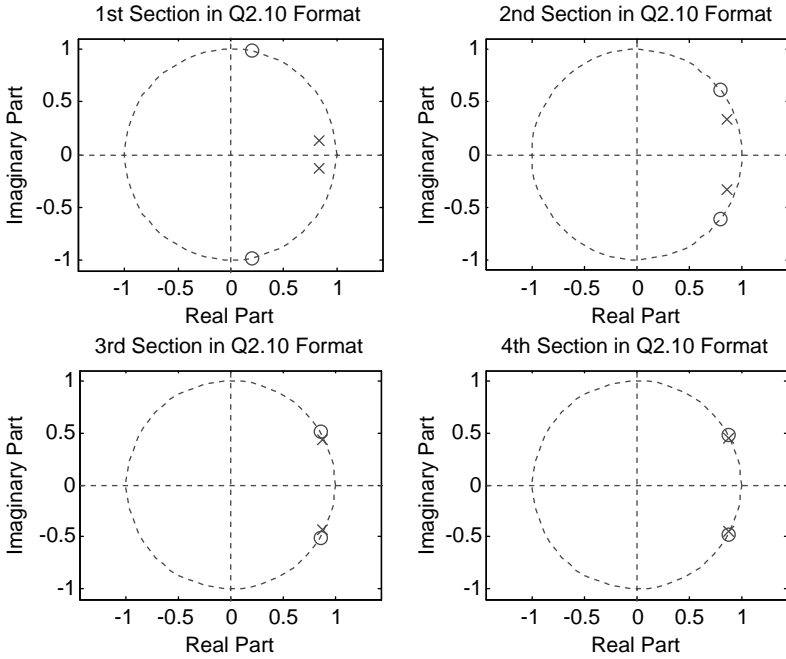 1st Section in Q2.10 Format
1
0.5
0
-0.5
-1
Imaginary Part
-1 -0.5 0 0.5 1
Real Part
2nd Section in Q2.10 Format
1
0.5
0
-0.5
-1
Imaginary Part
-1 -0.5 0 0.5 1
Real Part
3rd Section in Q2.10 Format
1
0.5
0
-0.5
-1
Imaginary Part
-1 -0.5 0 0.5 1
Real Part
4th Section in Q2.10 Format
1
0.5
0
-0.5
-1
Imaginary Part
-1 -0.5 0 0.5 1
Real Part